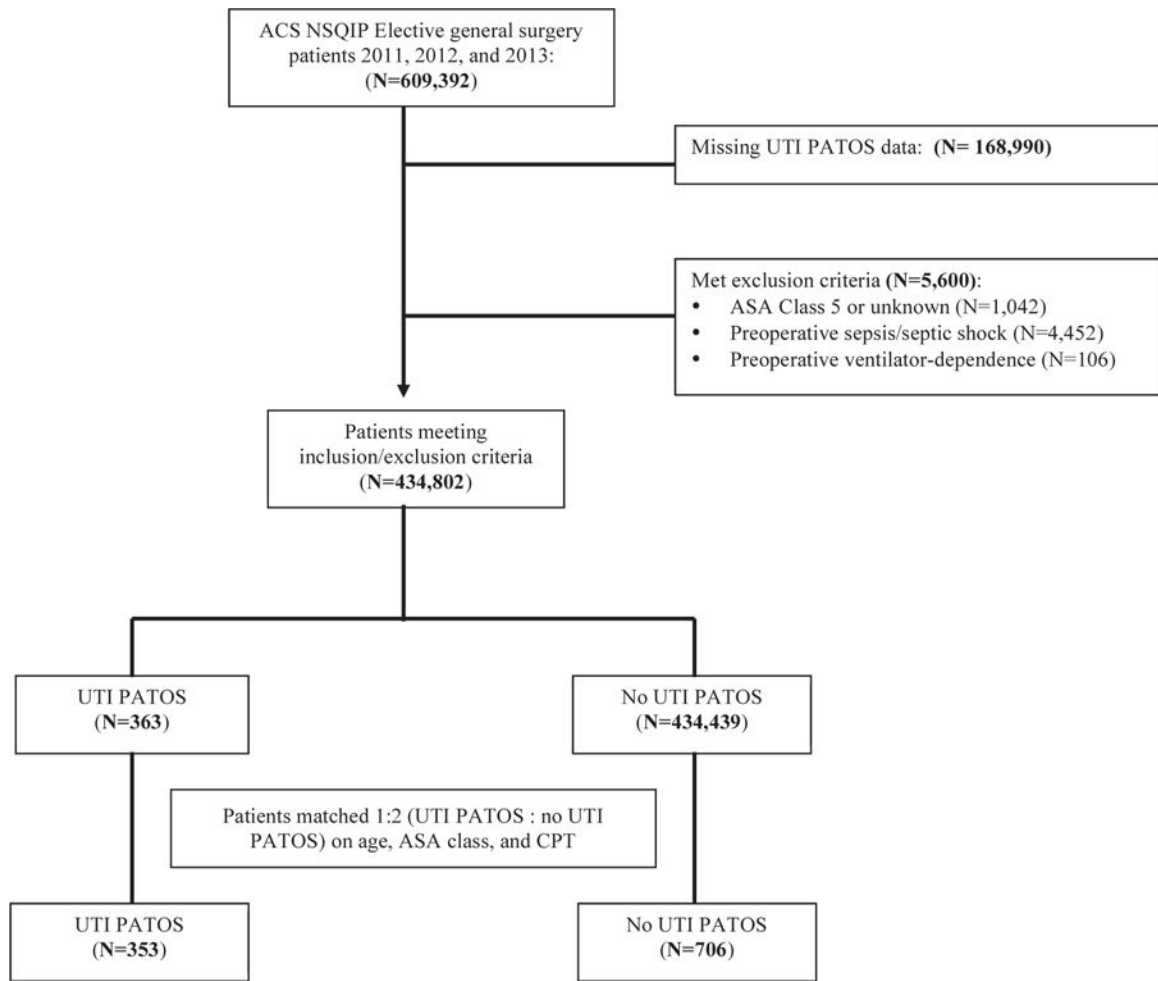 ACS NSQIP Elective general surgery
patients 2011, 2012, and 2013:
(N=609,392)
Missing UTI PATOS data: (N= 168,990)
Met exclusion criteria (N=5,600):
• ASA Class 5 or unknown (N=1,042)
• Preoperative sepsis/septic shock (N=4,452)
• Preoperative ventilator-dependence (N=106)
Patients meeting
inclusion/exclusion criteria
(N=434,802)
UTI PATOS
(N=363)
No UTI PATOS
(N=434,439)
Patients matched 1:2 (UTI PATOS : no UTI
PATOS) on age, ASA class, and CPT
UTI PATOS
(N=353)
No UTI PATOS
(N=706)